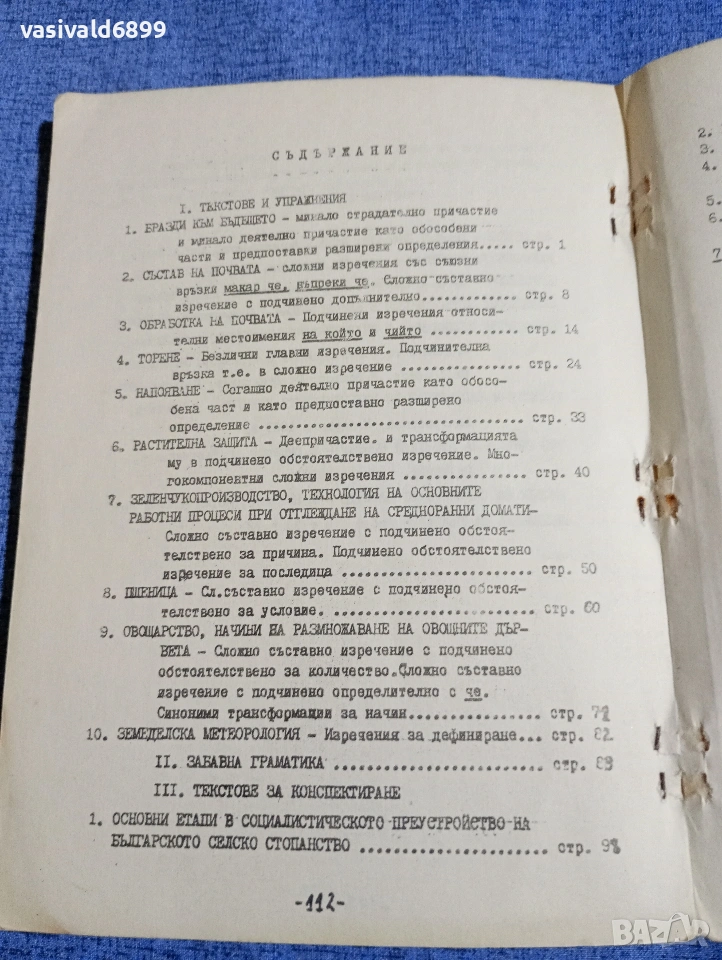 vasivald6899
СЪДЪРЖАНИЕ
I. ТЕКСТОВЕ И УПРАЖНЕНИЯ
1. БРАЗДИ КЪМ БЪДЕЩЕТО – минало страдателно причастие
и минало деятелно причастие като обособени
части и предпоставки разширени определения..... стр. 1
2. СЪСТАВ НА ПОЧВАТА – сложни изречения със съюзни
връзки макар че, въпреки че. Сложно съставно
изречение с подчинено допълнително............. стр. 8
3. ОБРАБОТКА НА ПОЧВАТА – Подчинени изречения относи-
телни местоимения на който и чийто ............ стр. 14
4. ТОРЕНЕ – Безлични главни изречения. Подчинителна
връзка т.е. в сложно изречение ................ стр. 24
5. НАПОЯВАНЕ – Сегашно деятелно причастие като обосо-
бена част и като предпоставно разширено
определение ................................... стр. 33
6. РАСТИТЕЛНА ЗАЩИТА – Деепричастие. и трансформацията
му в подчинено обстоятелствено изречение. Мно-
гокомпонентни сложни изречения ................. стр. 40
7. ЗЕЛЕНЧУКОПРОИЗВОДСТВО, ТЕХНОЛОГИЯ НА ОСНОВНИТЕ
РАБОТНИ ПРОЦЕСИ ПРИ ОТГЛЕЖДАНЕ НА СРЕДНОРАННИ ДОМАТИ–
Сложно съставно изречение с подчинено обстоя-
телствено за причина. Подчинено обстоятелствено
изречение за последица ........................ стр. 50
8. ПШЕНИЦА – Сл.съставно изречение с подчинено обстоя-
телствено за условие. ......................... стр. 60
9. ОВОЩАРСТВО, НАЧИНИ НА РАЗМНОЖАВАНЕ НА ОВОЩНИТЕ ДЪР-
ВЕТА – Сложно съставно изречение с подчинено
обстоятелствено за количество. Сложно съставно
изречение с подчинено определително с че.
Синоними трансформации за начин................. стр.
10. ЗЕМЕДЕЛСКА МЕТЕОРОЛОГИЯ – Изречения за дефиниране... стр. 82
II. ЗАБАВНА ГРАМАТИКА ......................... стр. 88
III. ТЕКСТОВЕ ЗА КОНСПЕКТИРАНЕ
1. ОСНОВНИ ЕТАПИ В СОЦИАЛИСТИЧЕСКОТО ПРЕУСТРОЙСТВО НА
БЪЛГАРСКОТО СЕЛСКО СТОПАНСТВО ..................... стр.
-112-
2.
3.
4.
5.
6.
7
BAZAR